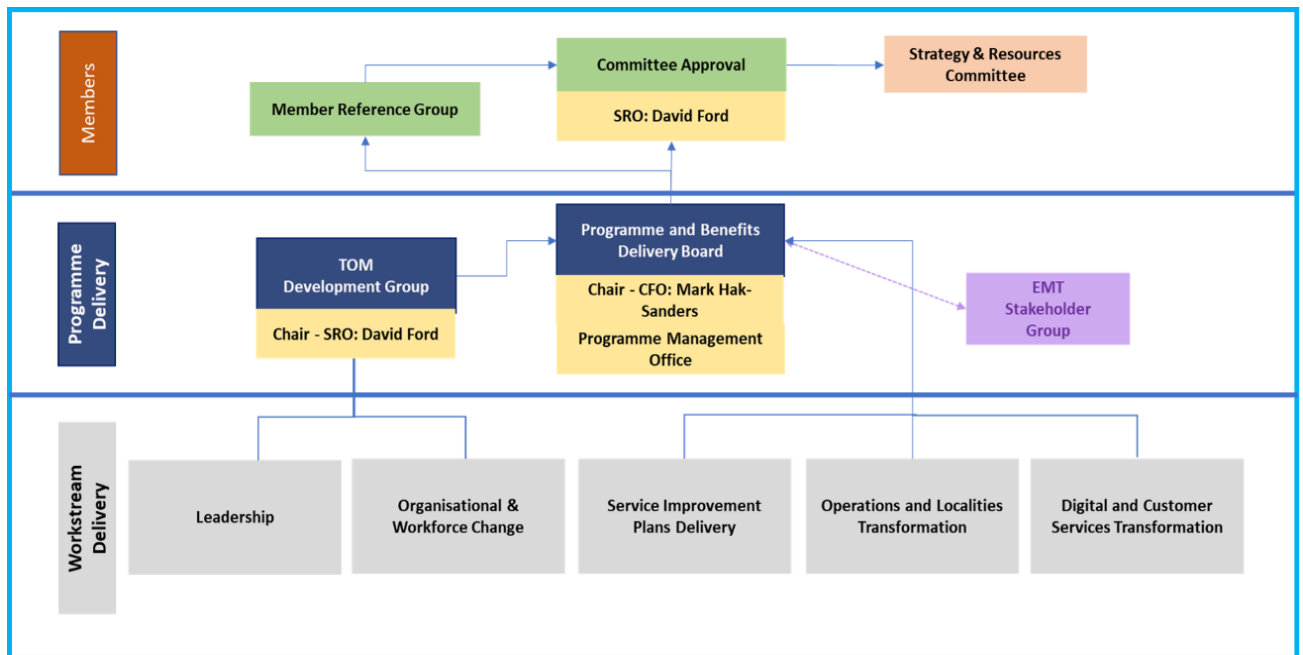 Members
Member Reference Group
Committee Approval
SRO: David Ford
Strategy & Resources
Committee
Programme
Delivery
TOM
Development Group
Chair - SRO: David Ford
Programme and Benefits
Delivery Board
Chair - CFO: Mark Hak-
Sanders
Programme Management
Office
EMT
Stakeholder
Group
Workstream
Delivery
Leadership
Organisational &
Workforce Change
Service Improvement
Plans Delivery
Operations and Localities
Transformation
Digital and Customer
Services Transformation